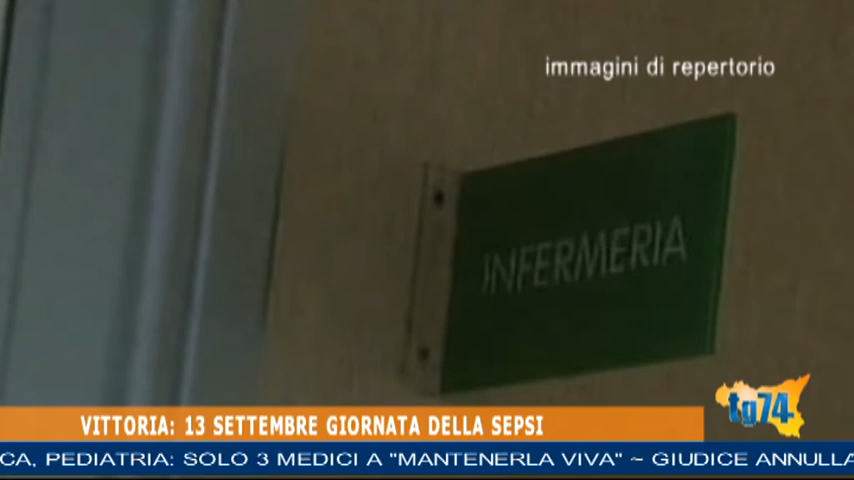 immagini di repertorio
INFERMERIA
tg74
VITTORIA: 13 SETTEMBRE GIORNATA DELLA SEPSI
CA, PEDIATRIA: SOLO 3 MEDICI A "MANTENERLA VIVA" ~ GIUDICE ANNULLA